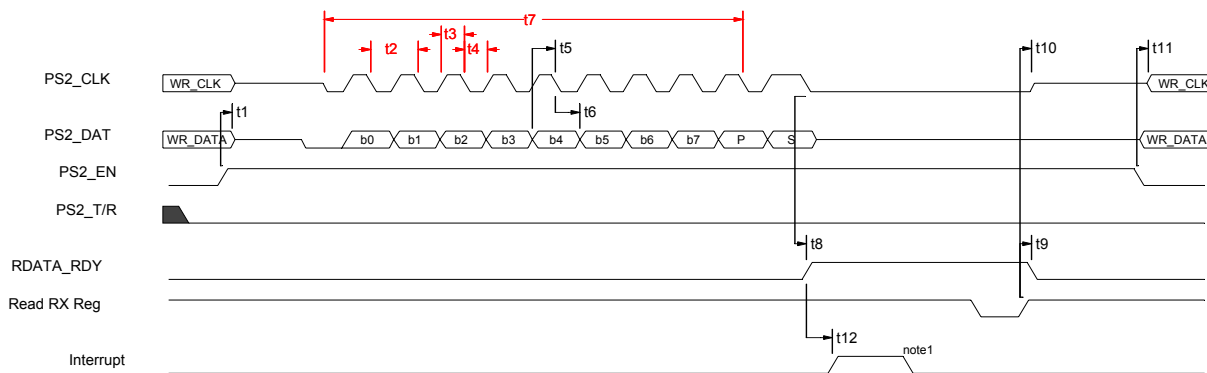 t7
t3
t2
t4
t5
t10
t11
PS2_CLK
WR_CLK
WR_CLK
t1
t6
PS2_DAT
WR_DATA
b0
b1
b2
b3
b4
b5
b6
b7
P
S
WR_DATA
PS2_EN
PS2_T/R
t8
t9
RDATA_RDY
Read RX Reg
t12
Interrupt
note1